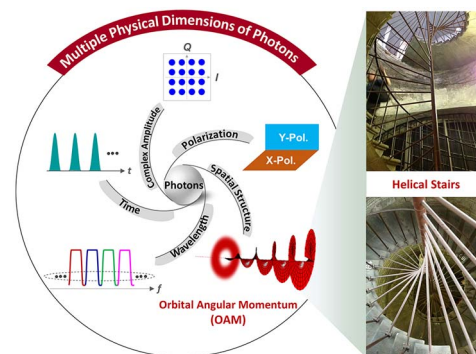 Multiple Physical Dimensions of Photons
Q
I
Complex Amplitude
Polarization
Y-Pol.
X-Pol.
t
Time
Photons
Spatial Structure
Wavelength
f
Orbital Angular Momentum
(OAM)
Helical Stairs